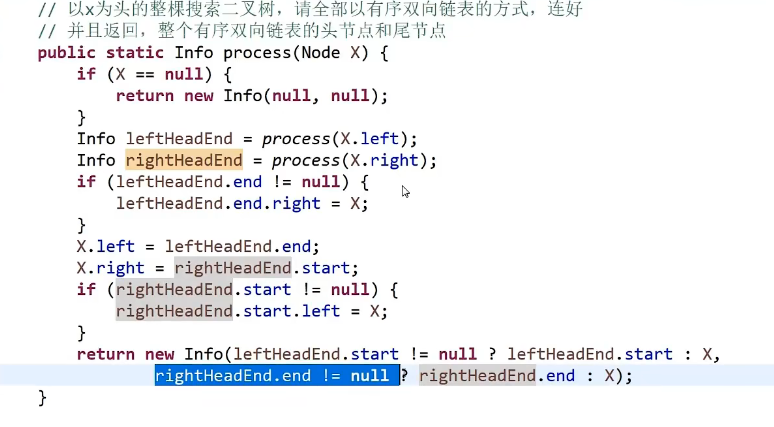 // 以x为头的整棵搜索二叉树，请全部以有序双向链表的方式，连好
// 并且返回，整个有序双向链表的头节点和尾节点
public static Info process(Node X) {
if (X == null) {
return new Info(null, null);
}
Info leftHeadEnd = process(X.left);
Info rightHeadEnd = process(X.right);
if (leftHeadEnd.end != null) {
leftHeadEnd.end.right = X;
}
X.left = leftHeadEnd.end;
X.right = rightHeadEnd.start;
if (rightHeadEnd.start != null) {
rightHeadEnd.start.left = X;
}
return new Info(leftHeadEnd.start != null ? leftHeadEnd.start : X,
rightHeadEnd.end != null ? rightHeadEnd.end : X);
}